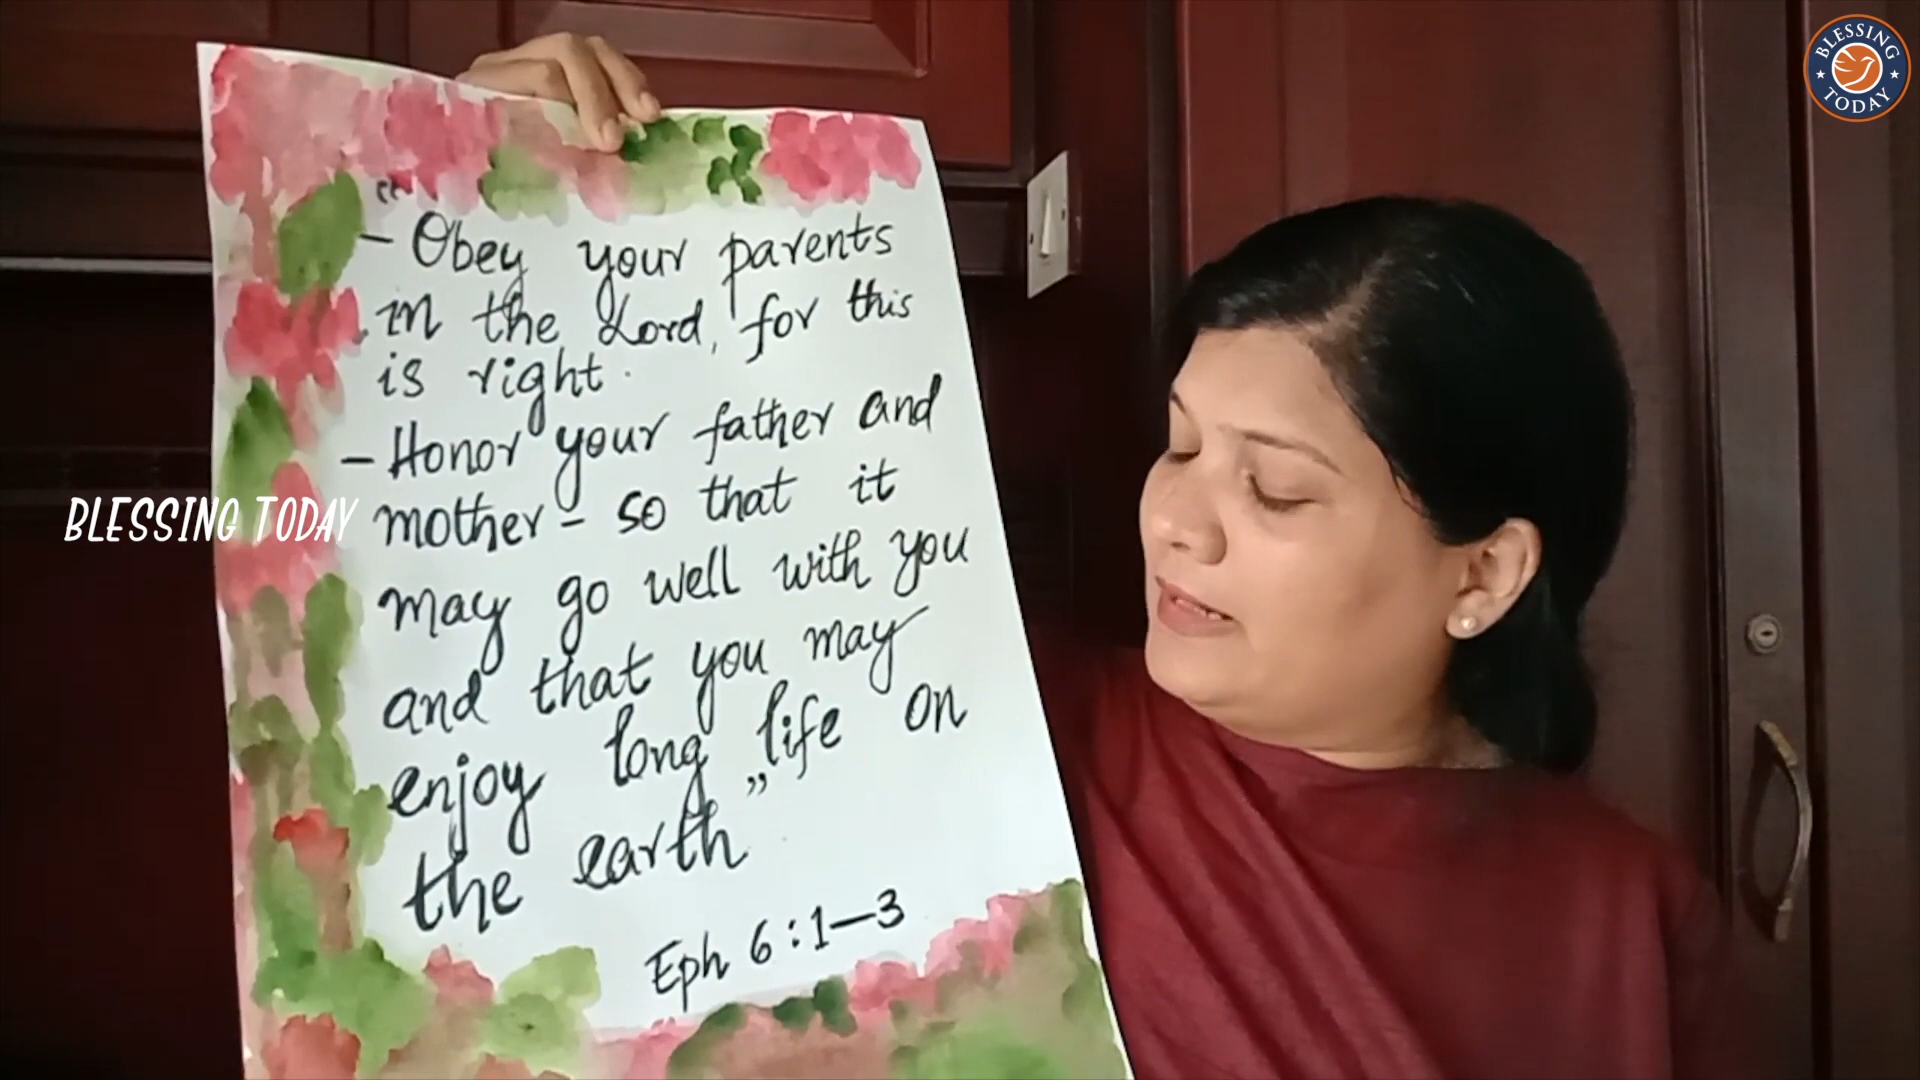 “
- Obey your parents
in the Lord, for this
is right.
- Honor your father and
mother - so that it
may go well with you
and that you may
enjoy long life on
the earth”
Eph 6:1-3
BLESSING TODAY
BLESSING TODAY